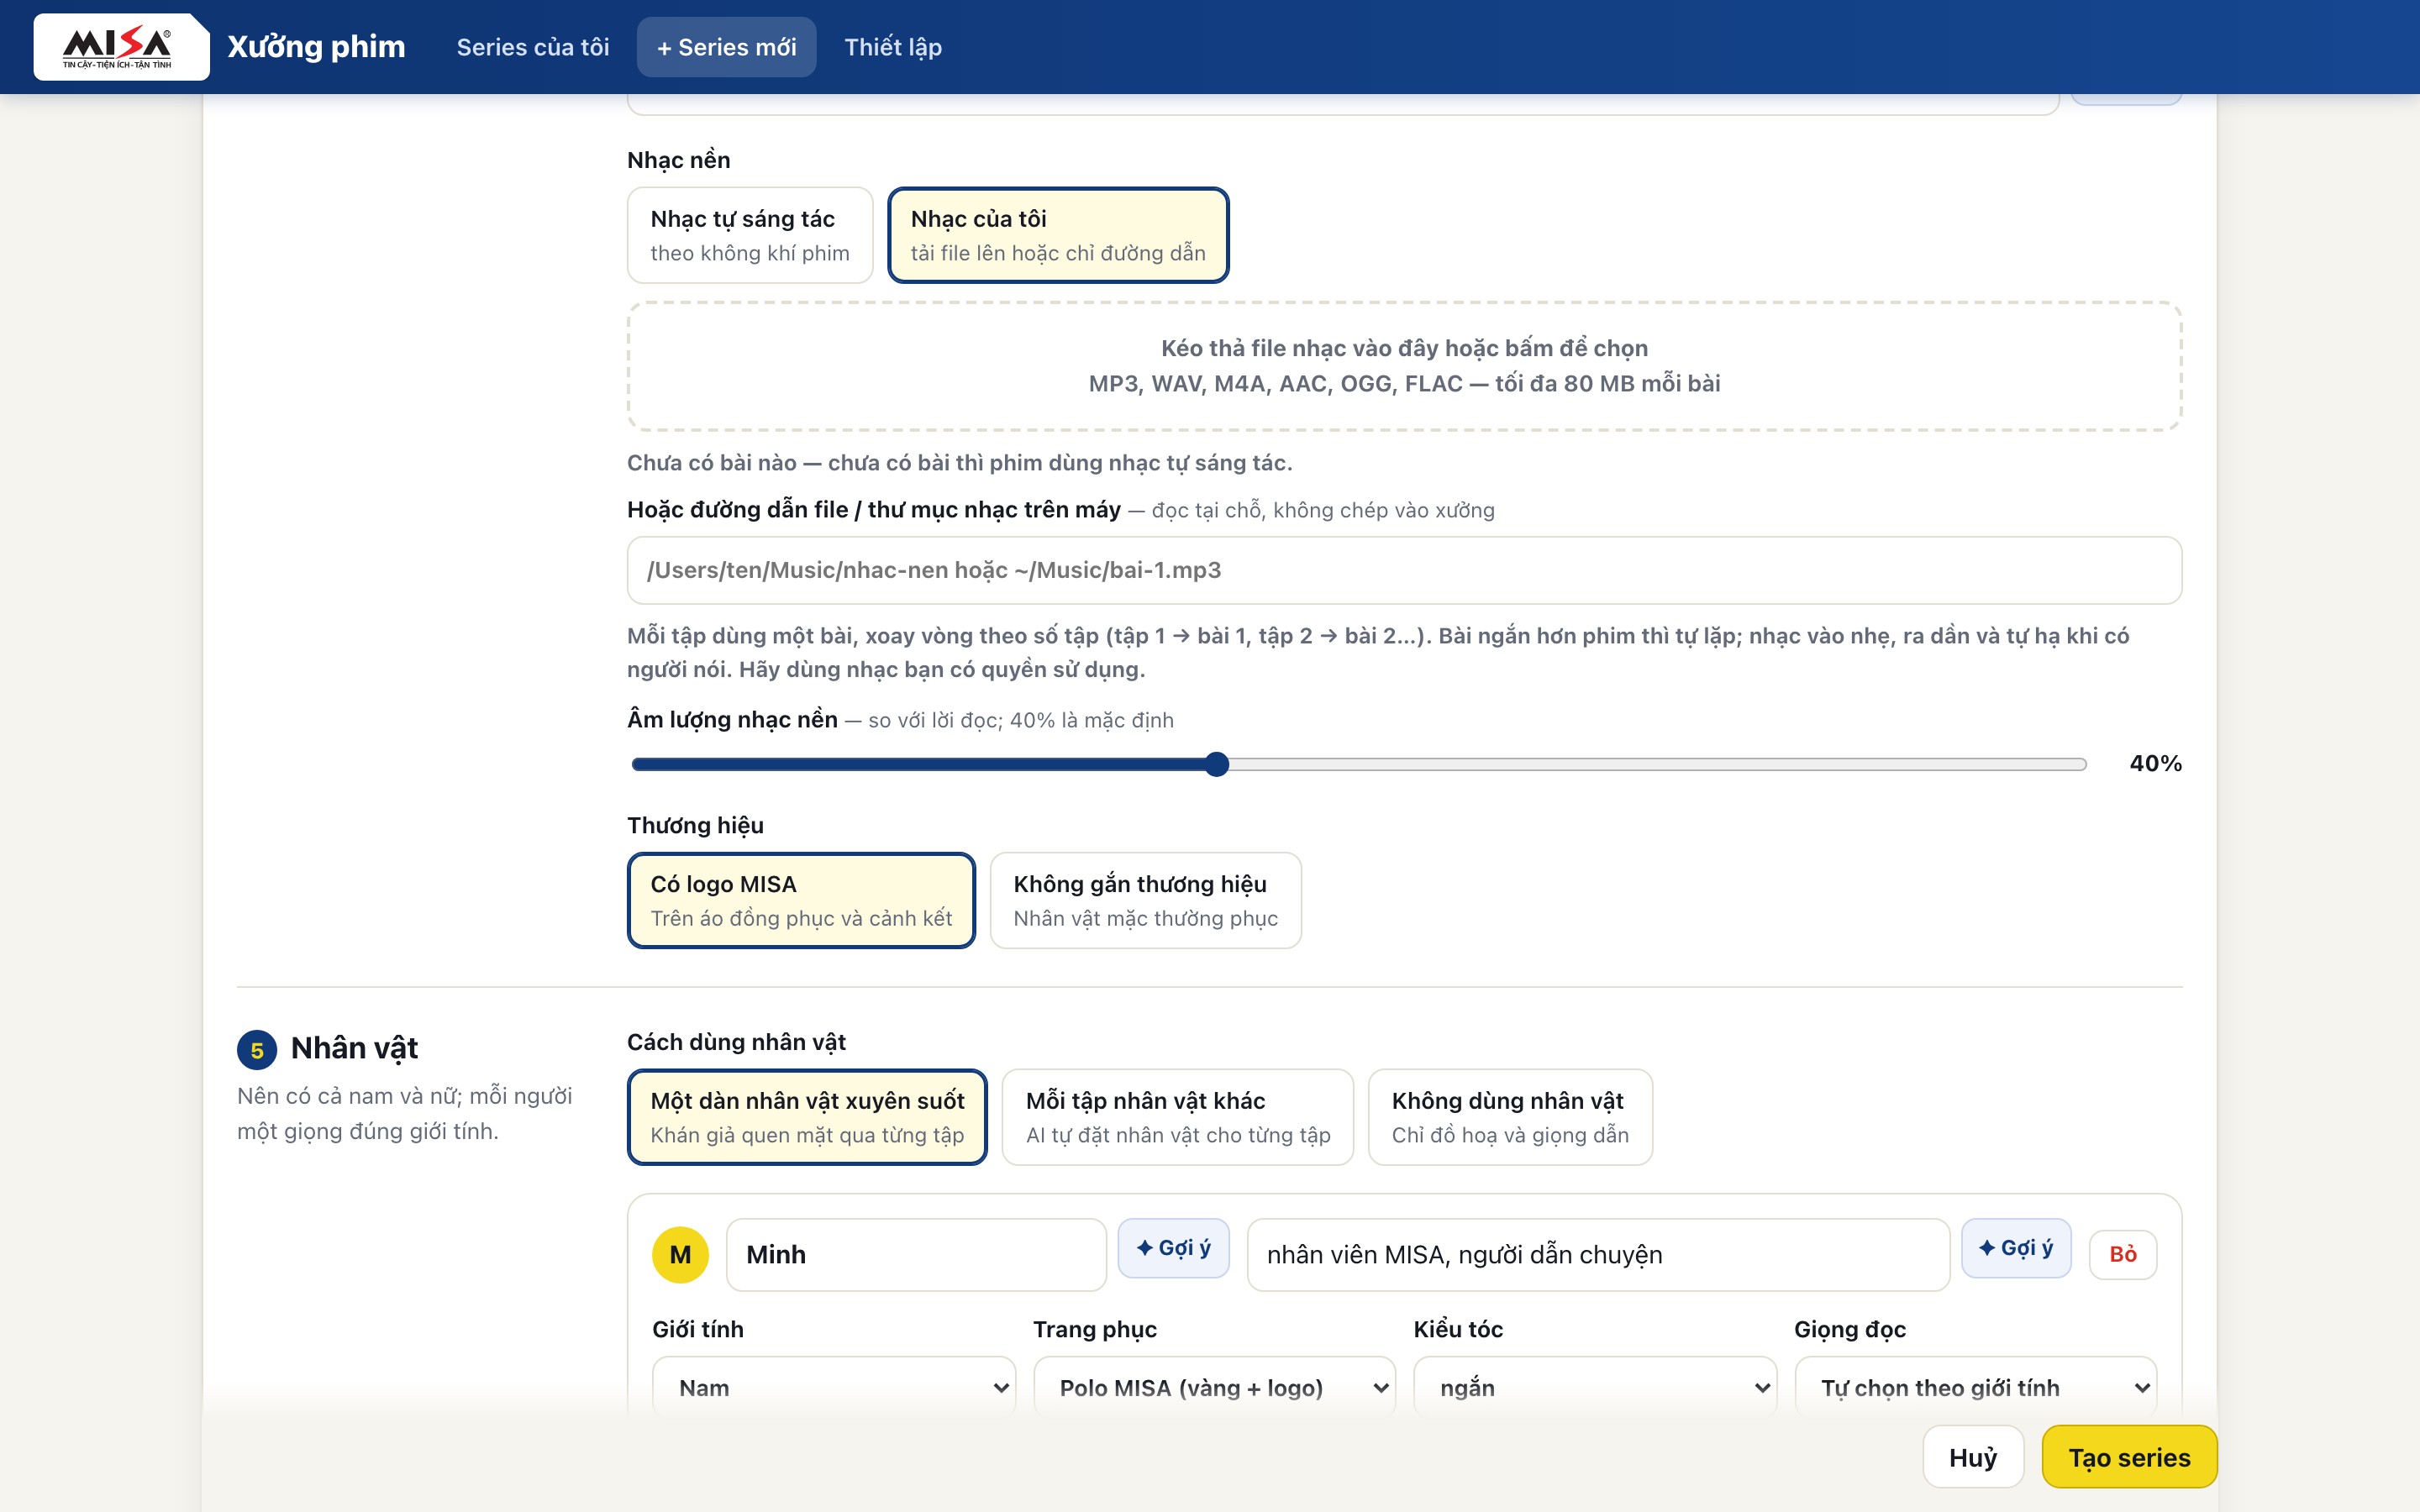 MISA®
TIN CẬY-TIỆN ÍCH-TẬN TÌNH
Xưởng phim
Series của tôi
+ Series mới
Thiết lập
Nhạc nền
Nhạc tự sáng tác
theo không khí phim
Nhạc của tôi
tải file lên hoặc chỉ đường dẫn
Kéo thả file nhạc vào đây hoặc bấm để chọn
MP3, WAV, M4A, AAC, OGG, FLAC — tối đa 80 MB mỗi bài
Chưa có bài nào — chưa có bài thì phim dùng nhạc tự sáng tác.
Hoặc đường dẫn file / thư mục nhạc trên máy — đọc tại chỗ, không chép vào xưởng
/Users/ten/Music/nhac-nen hoặc ~/Music/bai-1.mp3
Mỗi tập dùng một bài, xoay vòng theo số tập (tập 1 → bài 1, tập 2 → bài 2...). Bài ngắn hơn phim thì tự lặp; nhạc vào nhẹ, ra dần và tự hạ khi có
người nói. Hãy dùng nhạc bạn có quyền sử dụng.
Âm lượng nhạc nền — so với lời đọc; 40% là mặc định
40%
Thương hiệu
Có logo MISA
Trên áo đồng phục và cảnh kết
Không gắn thương hiệu
Nhân vật mặc thường phục
5 Nhân vật
Nên có cả nam và nữ; mỗi người
một giọng đúng giới tính.
Cách dùng nhân vật
Một dàn nhân vật xuyên suốt
Khán giả quen mặt qua từng tập
Mỗi tập nhân vật khác
AI tự đặt nhân vật cho từng tập
Không dùng nhân vật
Chỉ đồ hoạ và giọng dẫn
M
Minh
✦ Gợi ý
nhân viên MISA, người dẫn chuyện
✦ Gợi ý
Bỏ
Giới tính
Trang phục
Kiểu tóc
Giọng đọc
Nam
Polo MISA (vàng + logo)
ngắn
Tự chọn theo giới tính
Huỷ
Tạo series